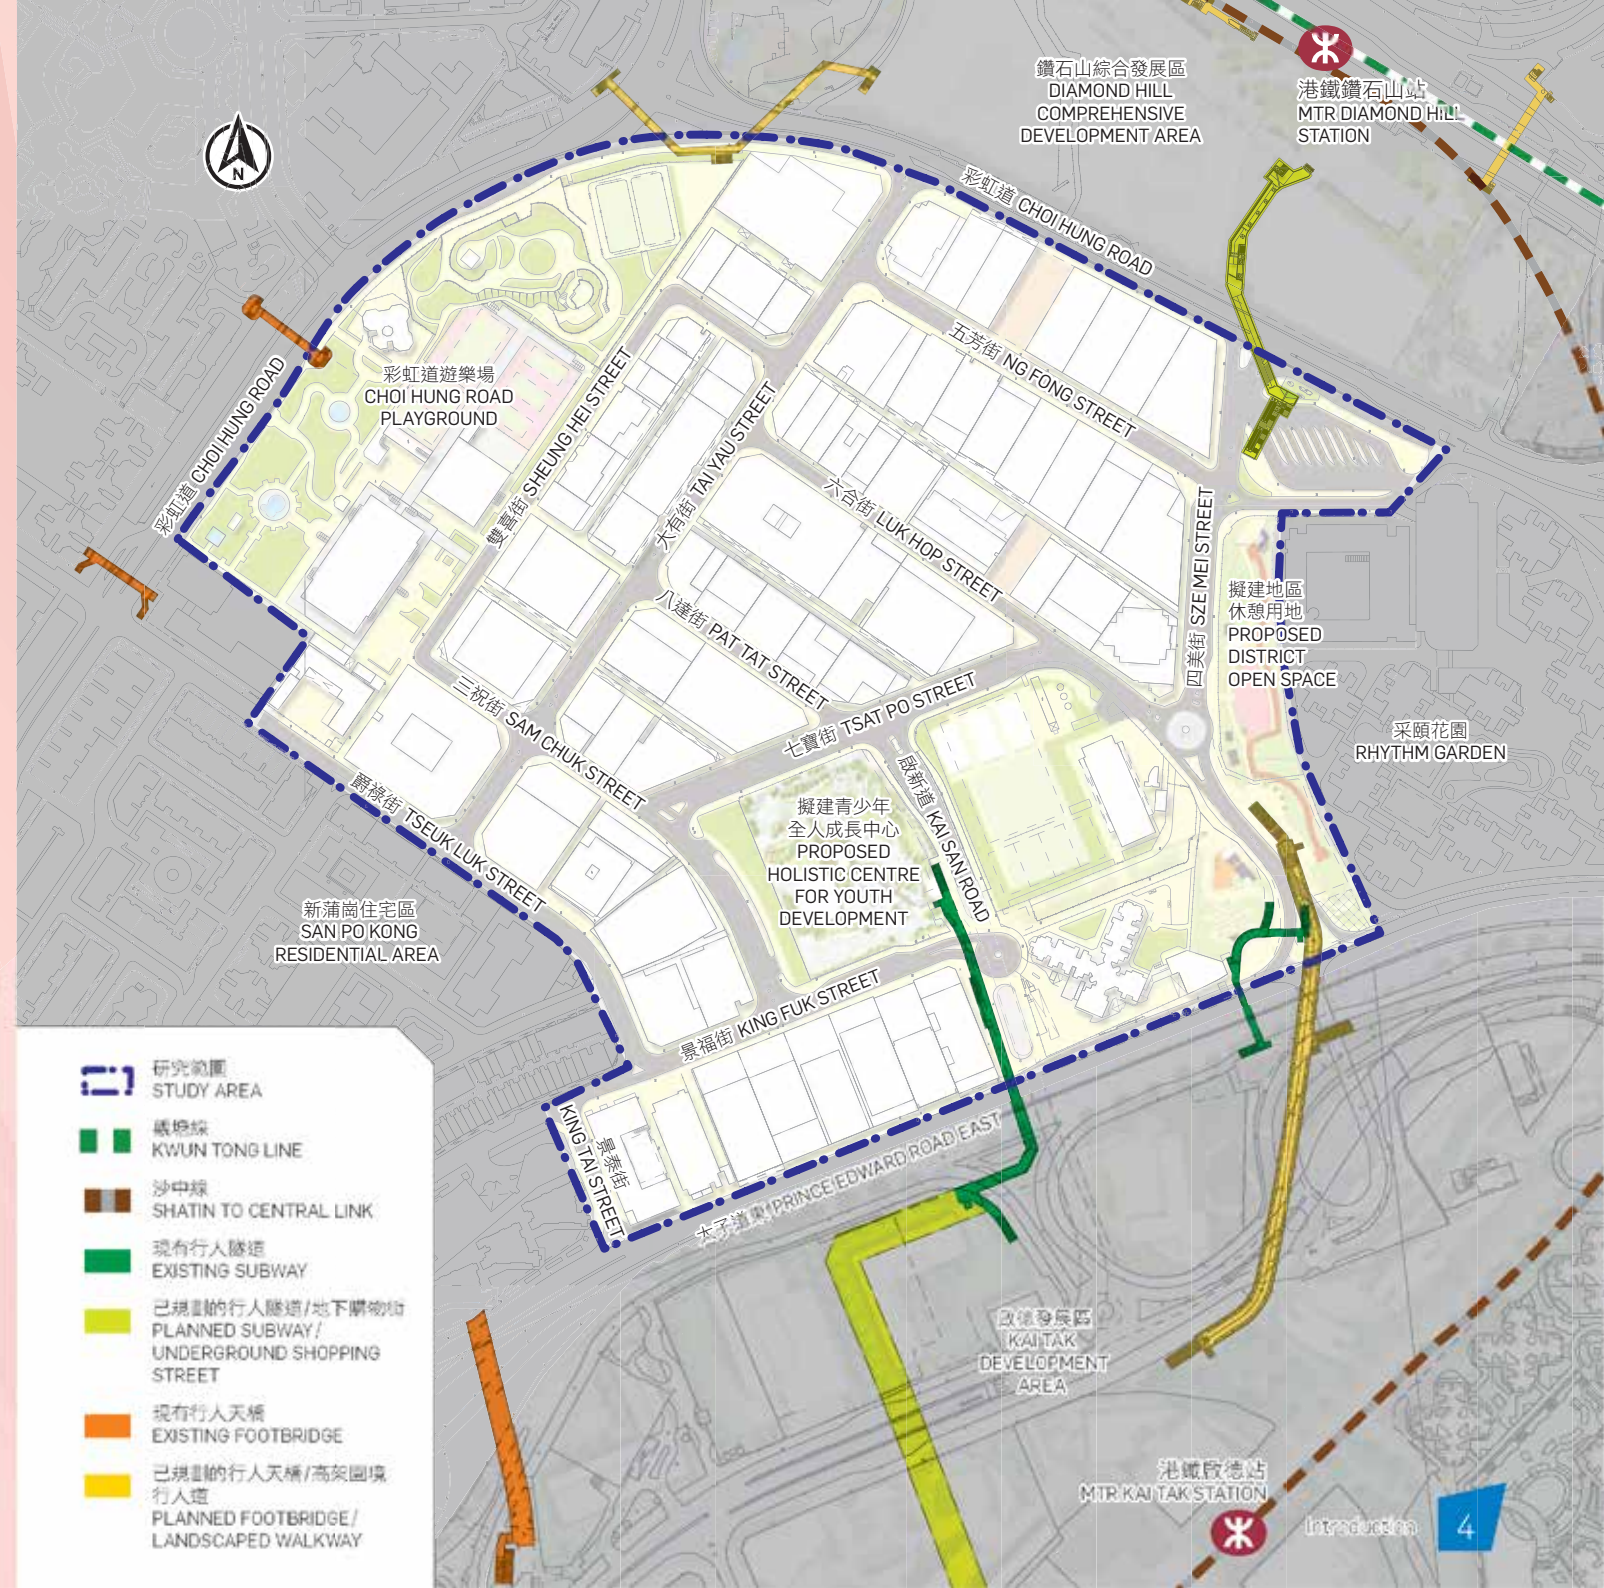 鑽石山綜合發展區
DIAMOND HILL
COMPREHENSIVE
DEVELOPMENT AREA
港鐵鑽石山站
MTR DIAMOND HILL
STATION
N
彩虹道 CHOI HUNG ROAD
五芳街 NG FONG STREET
彩虹道遊樂場
CHOI HUNG ROAD
PLAYGROUND
彩虹道 CHOI HUNG ROAD
雙喜街 SHEUNG HEI STREET
大有街 TAI YAU STREET
六合街 LUK HOP STREET
四美街 SZE MEI STREET
擬建地區
休憩用地
PROPOSED
DISTRICT
OPEN SPACE
八達街 PAT TAT STREET
三祝街 SAM CHUK STREET
七寶街 TSAT PO STREET
采頤花園
RHYTHM GARDEN
爵祿街 TSEUK LUK STREET
擬建青少年
全人成長中心
PROPOSED
HOLISTIC CENTRE
FOR YOUTH
DEVELOPMENT
啟新道 KAI SAN ROAD
新蒲崗住宅區
SAN PO KONG
RESIDENTIAL AREA
景福街 KING FUK STREET
景泰街
KING TAI STREET
太子道東 PRINCE EDWARD ROAD EAST
研究範圍
STUDY AREA
觀塘線
KWUN TONG LINE
沙中線
SHATIN TO CENTRAL LINK
現有行人隧道
EXISTING SUBWAY
已規劃的行人隧道/地下購物街
PLANNED SUBWAY/
UNDERGROUND SHOPPING
STREET
現有行人天橋
EXISTING FOOTBRIDGE
已規劃的行人天橋/高架園境
行人道
PLANNED FOOTBRIDGE/
LANDSCAPED WALKWAY
啟德發展區
KAI TAK
DEVELOPMENT
AREA
港鐵啟德站
MTR KAI TAK STATION
Introduction
4